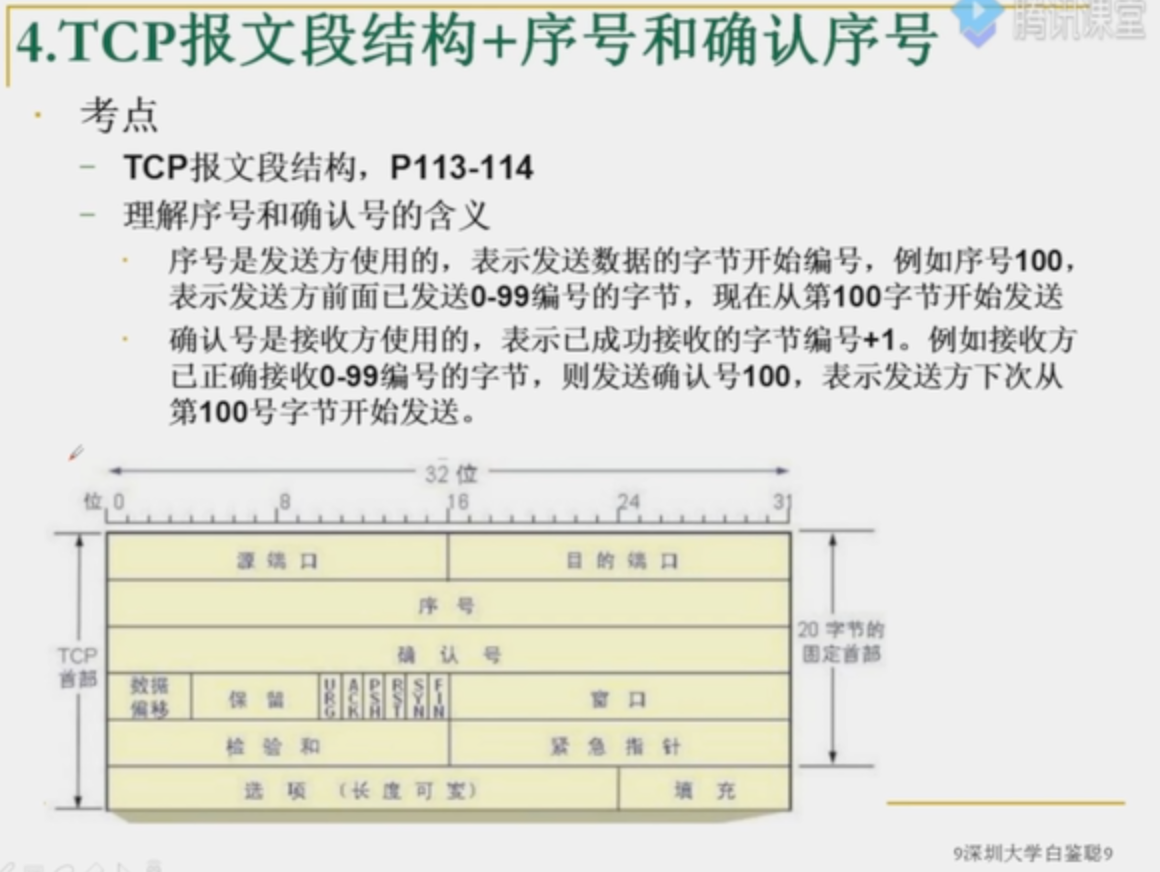 4.TCP报文段结构+序号和确认序号
腾讯课堂
考点
TCP报文段结构，P113-114
理解序号和确认号的含义
序号是发送方使用的，表示发送数据的字节开始编号，例如序号100，
表示发送方前面已发送0-99编号的字节，现在从第100字节开始发送
确认号是接收方使用的，表示已成功接收的字节编号+1。例如接收方
已正确接收0-99编号的字节，则发送确认号100，表示发送方下次从
第100号字节开始发送。
32 位
位 0 8 16 24 31
源端口 目的端口
序号
确认号
TCP
首部
20 字节的
固定首部
数据
偏移
保留
URG ACK PSH RST SYN FIN
窗口
检验和 紧急指针
选项（长度可变） 填充
9深圳大学白鉴聪9